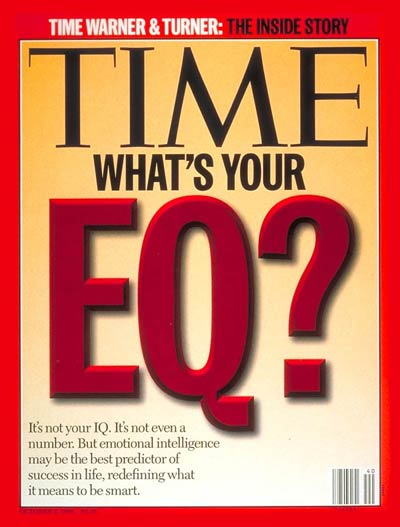 TIME WARNER & TURNER: THE INSIDE STORY
TIME
WHAT'S YOUR
EQ?
It's not your IQ. It's not even a
number. But emotional intelligence
may be the best predictor of
success in life, redefining what
it means to be smart.
40